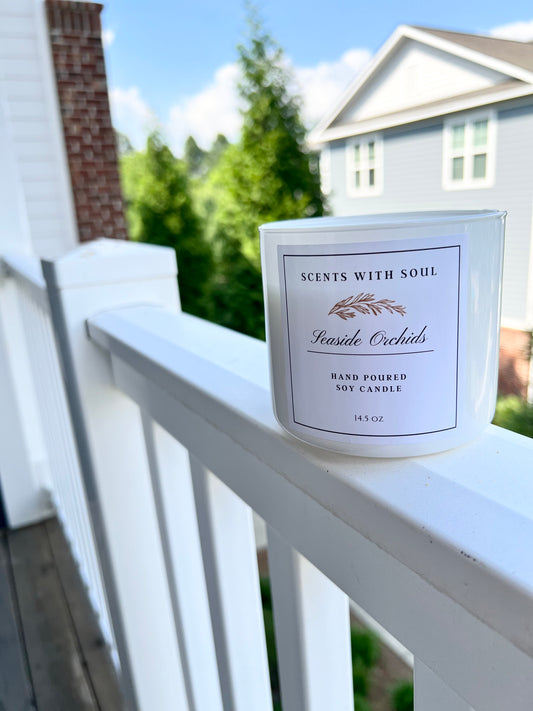 SCENTS WITH SOUL
Seaside Orchids
HAND POURED
SOY CANDLE
14.5 OZ